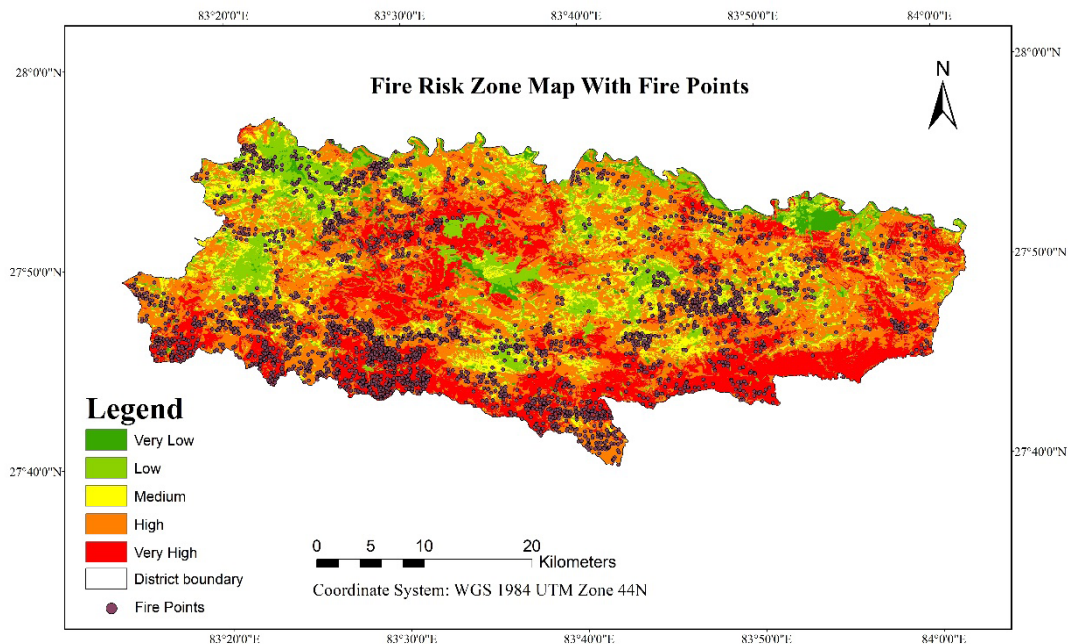 83°20'0"E 83°30'0"E 83°40'0"E 83°50'0"E 84°0'0"E
28°0'0"N 28°0'0"N
Fire Risk Zone Map With Fire Points
N
27°50'0"N 27°50'0"N
27°40'0"N 27°40'0"N
Legend
Very Low
Low
Medium
High
Very High
District boundary
Fire Points
0 5 10 20
Kilometers
Coordinate System: WGS 1984 UTM Zone 44N
83°20'0"E 83°30'0"E 83°40'0"E 83°50'0"E 84°0'0"E